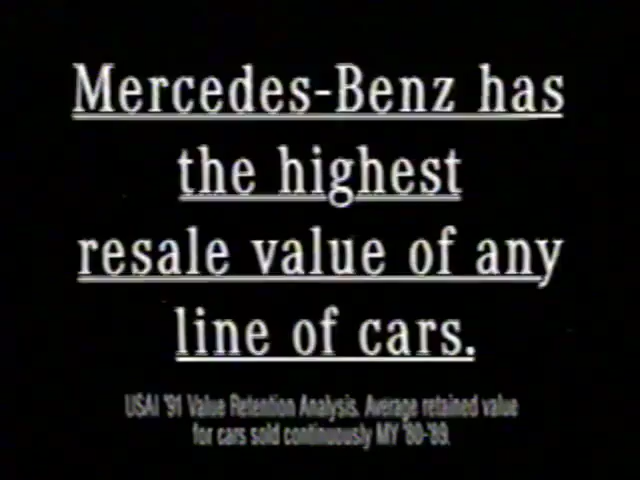 Mercedes-Benz has
the highest
resale value of any
line of cars.
USAI '91 Value Retention Analysis. Average retained value
for cars sold continuously MY '80-'89.